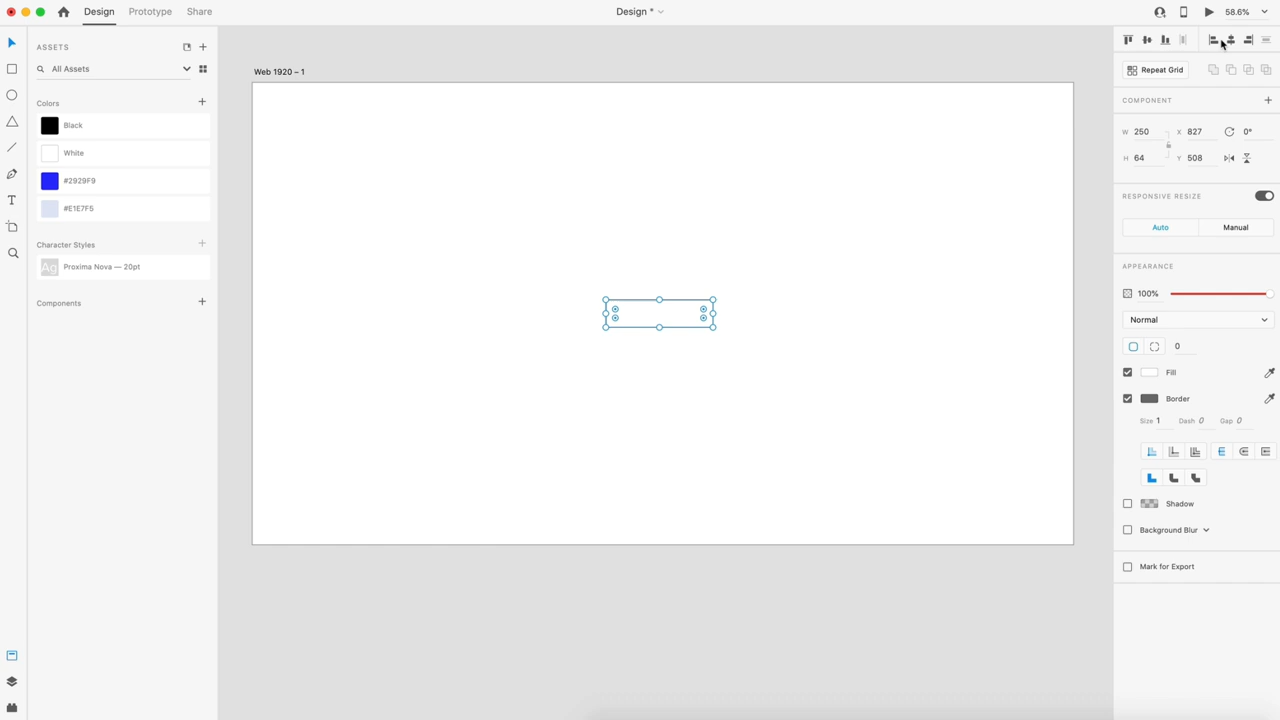 Design
Prototype
Share
Design *
58.6%
ASSETS
All Assets
Colors
Black
White
#2929F9
#E1E7F5
Character Styles
Ag
Proxima Nova — 20pt
Components
Web 1920 – 1
Repeat Grid
COMPONENT
W 250 X 827 0°
H 64 Y 508
RESPONSIVE RESIZE
Auto Manual
APPEARANCE
100%
Normal
0
Fill
Border
Size 1 Dash 0 Gap 0
Shadow
Background Blur
Mark for Export